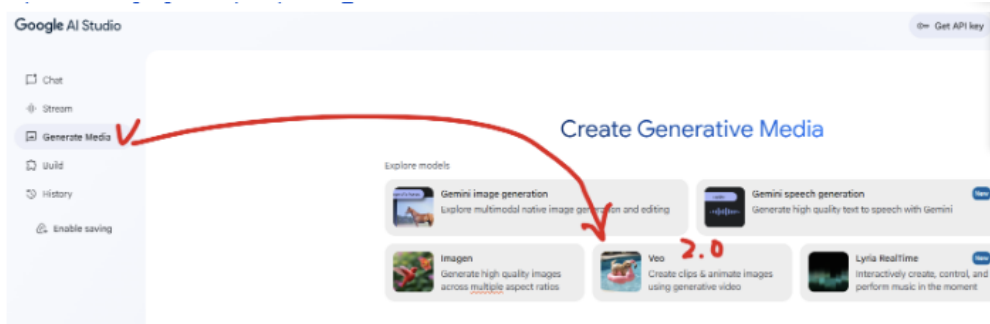 Google AI Studio
Get API key
Chat
Stream
Generate Media
Build
History
Enable saving
Create Generative Media
Explore models
Gemini image generation
Explore multimodal native image generation and editing
Gemini speech generation
New
Generate high quality text to speech with Gemini
Imagen
Generate high quality images
across multiple aspect ratios
Veo 2.0
Create clips & animate images
using generative video
Lyria RealTime
New
Interactively create, control, and
perform music in the moment